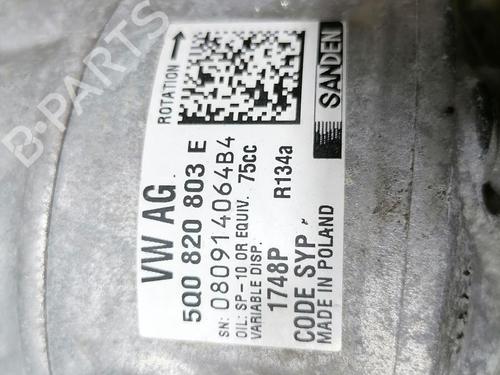 ROTATION
SANDEN
VW AG
5Q0 820 803 E
SN: 080914064B4
OIL: SP-10 OR EQUIV. 75CC
VARIABLE DISP.
1748P R134a
CODE SYP
MADE IN POLAND
B-PARTS